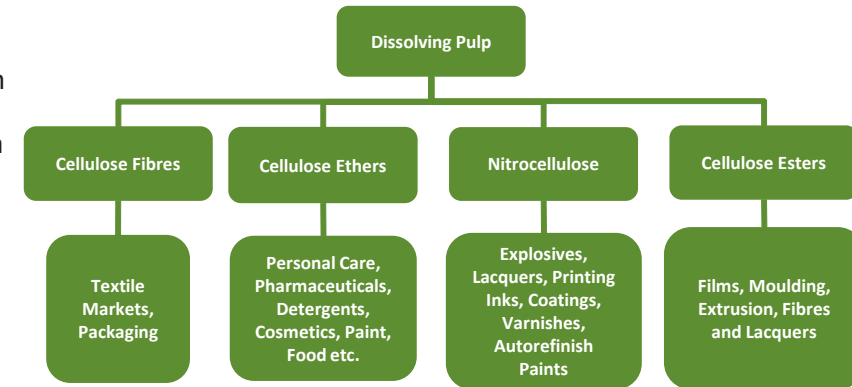 Dissolving Pulp
n
n
Cellulose Fibres
Cellulose Ethers
Nitrocellulose
Cellulose Esters
Textile
Markets,
Packaging
Personal Care,
Pharmaceuticals,
Detergents,
Cosmetics, Paint,
Food etc.
Explosives,
Lacquers, Printing
Inks, Coatings,
Varnishes,
Autorefinish
Paints
Films, Moulding,
Extrusion, Fibres
and Lacquers